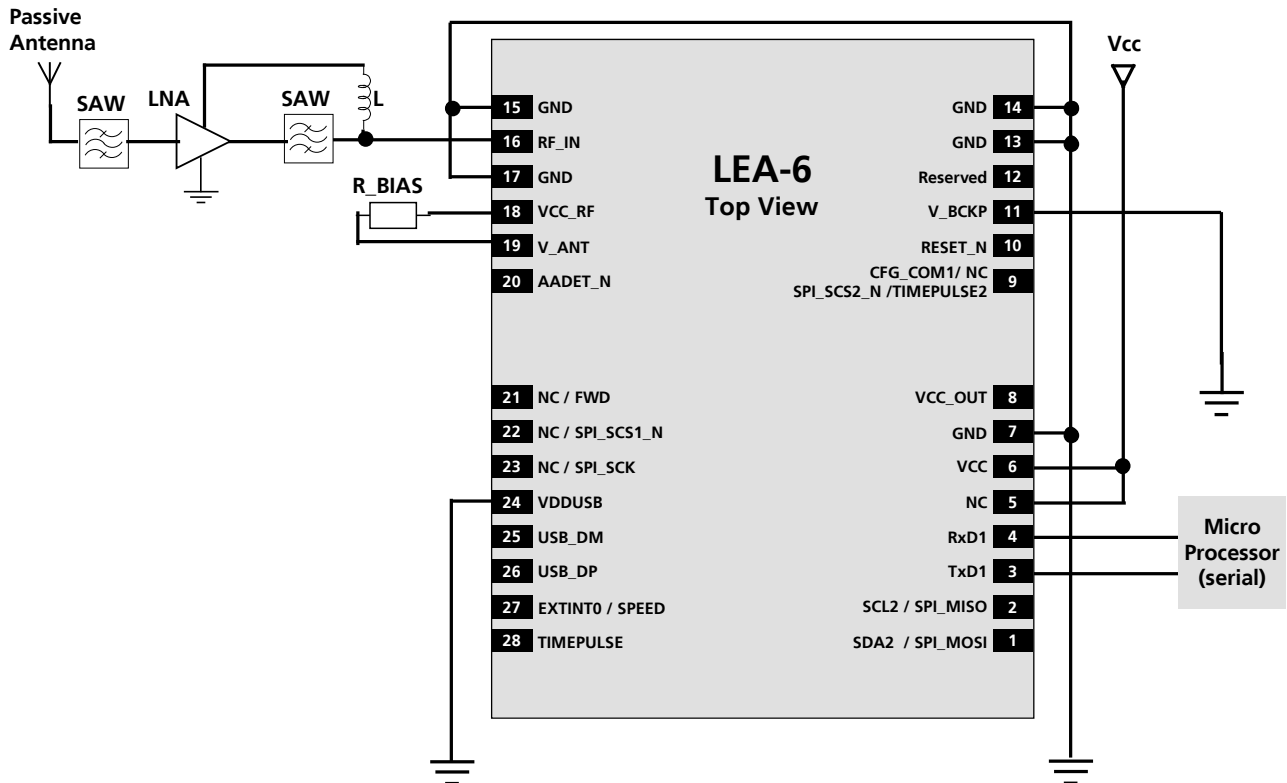 Passive
Antenna
SAW
LNA
SAW
L
Vcc
R_BIAS
LEA-6
Top View
15 GND
16 RF_IN
17 GND
18 VCC_RF
19 V_ANT
20 AADET_N
21 NC / FWD
22 NC / SPI_SCS1_N
23 NC / SPI_SCK
24 VDDUSB
25 USB_DM
26 USB_DP
27 EXTINT0 / SPEED
28 TIMEPULSE
GND 14
GND 13
Reserved 12
V_BCKP 11
RESET_N 10
CFG_COM1/ NC
SPI_SCS2_N /TIMEPULSE2 9
VCC_OUT 8
GND 7
VCC 6
NC 5
RxD1 4
TxD1 3
SCL2 / SPI_MISO 2
SDA2 / SPI_MOSI 1
Micro
Processor
(serial)